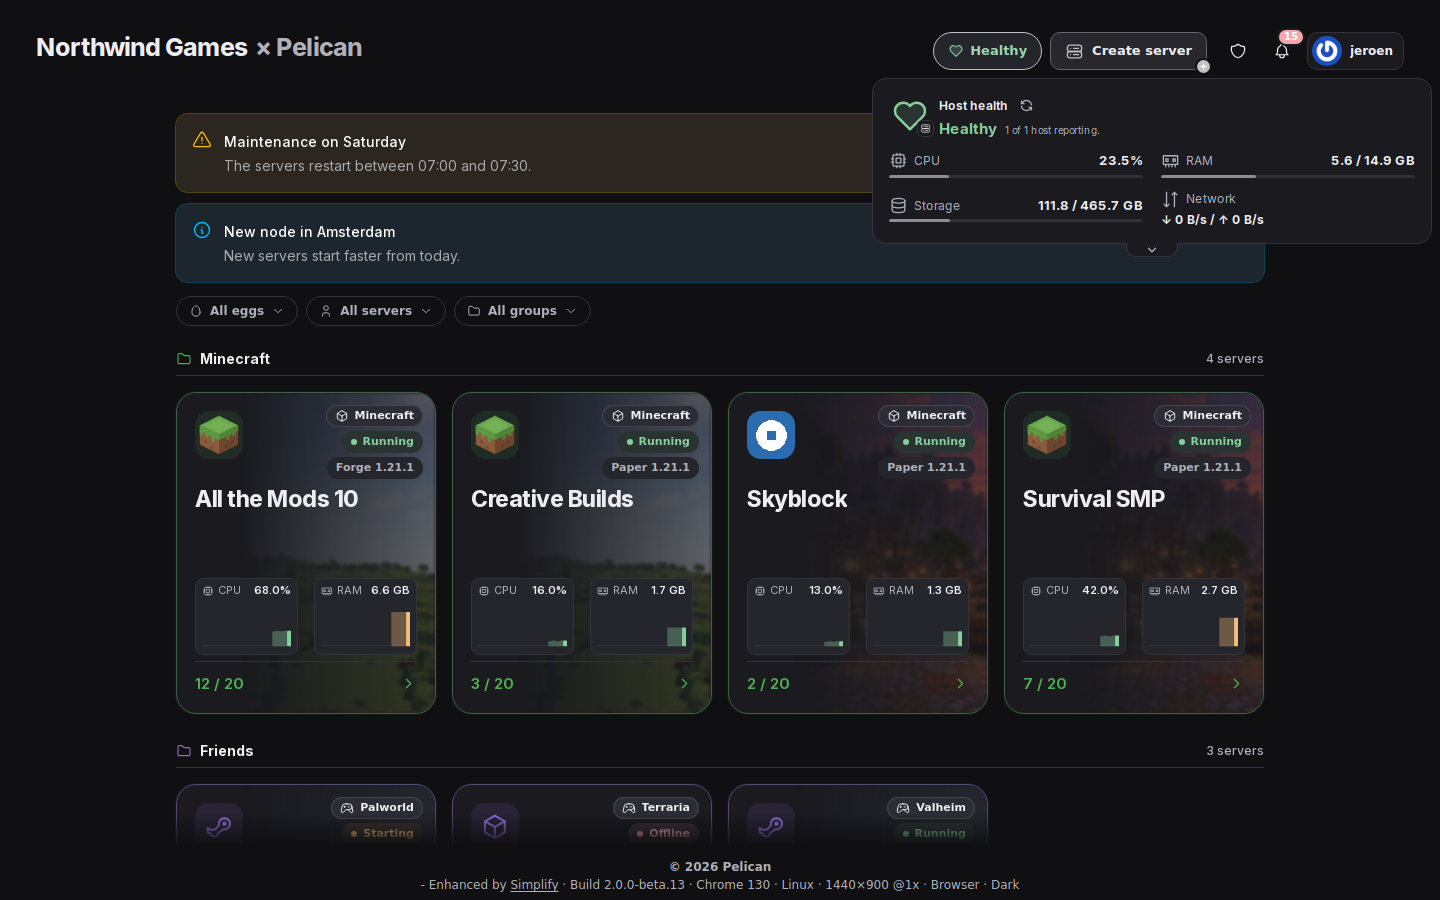 Northwind Games × Pelican
Healthy
Create server
15
jeroen
Host health
Healthy 1 of 1 host reporting.
CPU 23.5%
RAM 5.6 / 14.9 GB
Storage 111.8 / 465.7 GB
Network
↓ 0 B/s / ↑ 0 B/s
Maintenance on Saturday
The servers restart between 07:00 and 07:30.
New node in Amsterdam
New servers start faster from today.
All eggs
All servers
All groups
Minecraft
4 servers
Minecraft
Running
Forge 1.21.1
All the Mods 10
CPU 68.0%
RAM 6.6 GB
12 / 20
Minecraft
Running
Paper 1.21.1
Creative Builds
CPU 16.0%
RAM 1.7 GB
3 / 20
Minecraft
Running
Paper 1.21.1
Skyblock
CPU 13.0%
RAM 1.3 GB
2 / 20
Minecraft
Running
Paper 1.21.1
Survival SMP
CPU 42.0%
RAM 2.7 GB
7 / 20
Friends
3 servers
Palworld
Starting
Terraria
Offline
Valheim
Running
© 2026 Pelican
- Enhanced by Simplify · Build 2.0.0-beta.13 · Chrome 130 · Linux · 1440×900 @1x · Browser · Dark